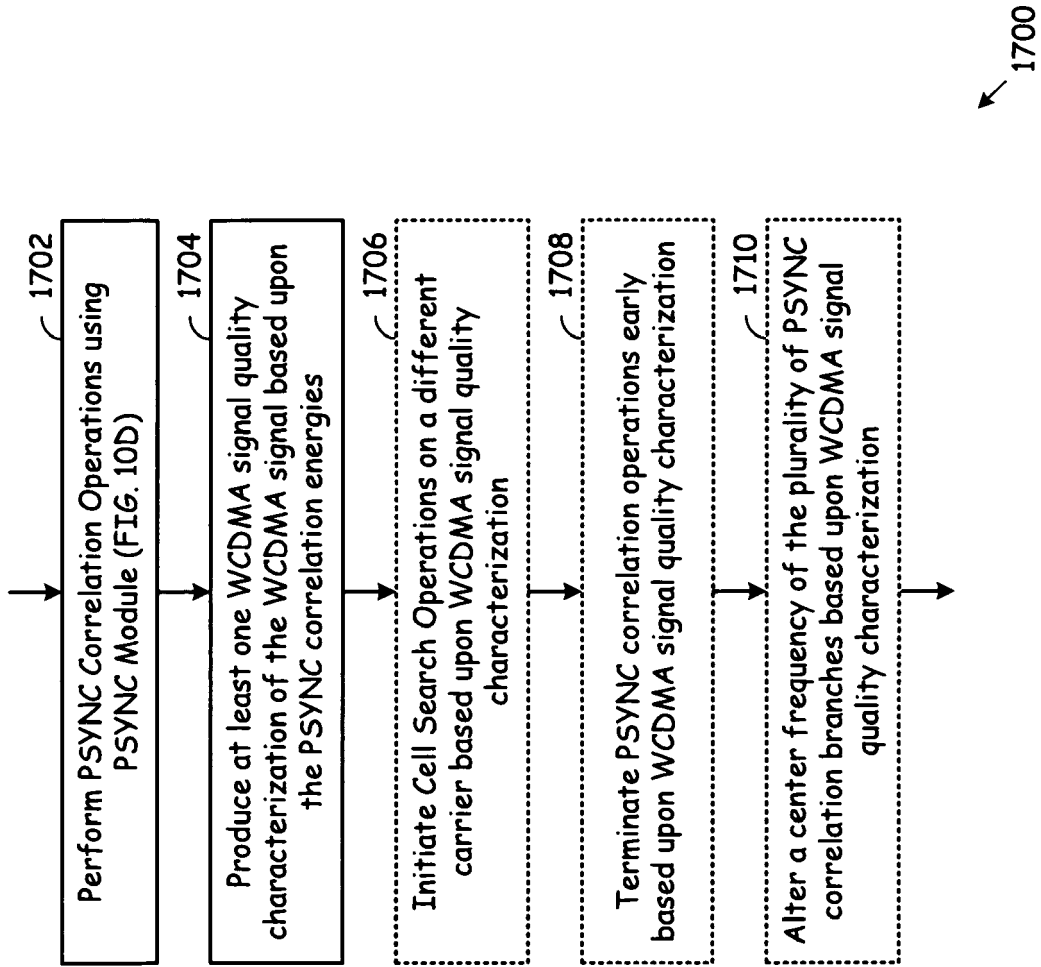 1702
Perform PSYNC Correlation Operations using
PSYNC Module (FIG. 10D)
1704
Produce at least one WCDMA signal quality
characterization of the WCDMA signal based upon
the PSYNC correlation energies
1706
Initiate Cell Search Operations on a different
carrier based upon WCDMA signal quality
characterization
1708
Terminate PSYNC correlation operations early
based upon WCDMA signal quality characterization
1710
Alter a center frequency of the plurality of PSYNC
correlation branches based upon WCDMA signal
quality characterization
1700